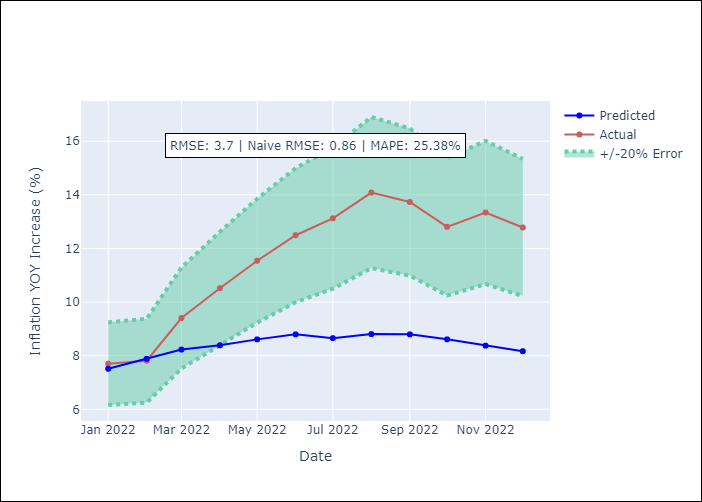 RMSE: 3.7 | Naive RMSE: 0.86 | MAPE: 25.38%
Predicted
Actual
+/-20% Error
Inflation YOY Increase (%)
16
14
12
10
8
6
Jan 2022
Mar 2022
May 2022
Jul 2022
Sep 2022
Nov 2022
Date